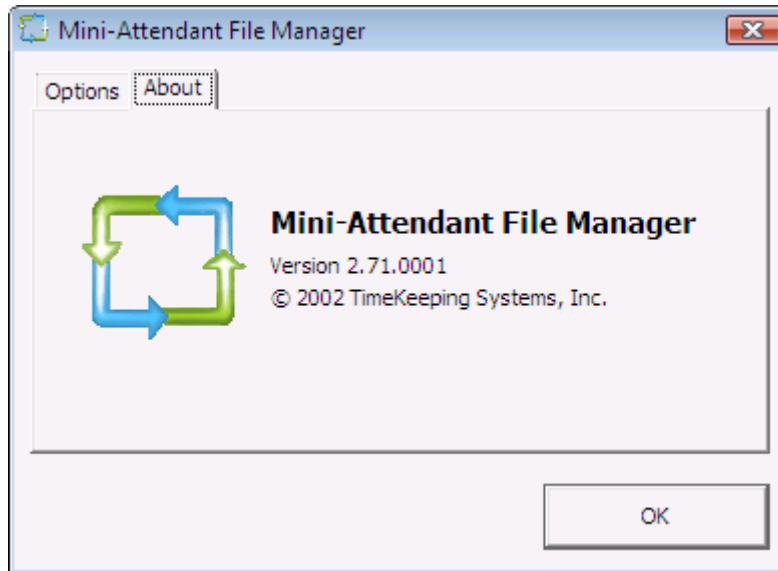 Mini-Attendant File Manager
Options About
Mini-Attendant File Manager
Version 2.71.0001
© 2002 TimeKeeping Systems, Inc.
OK